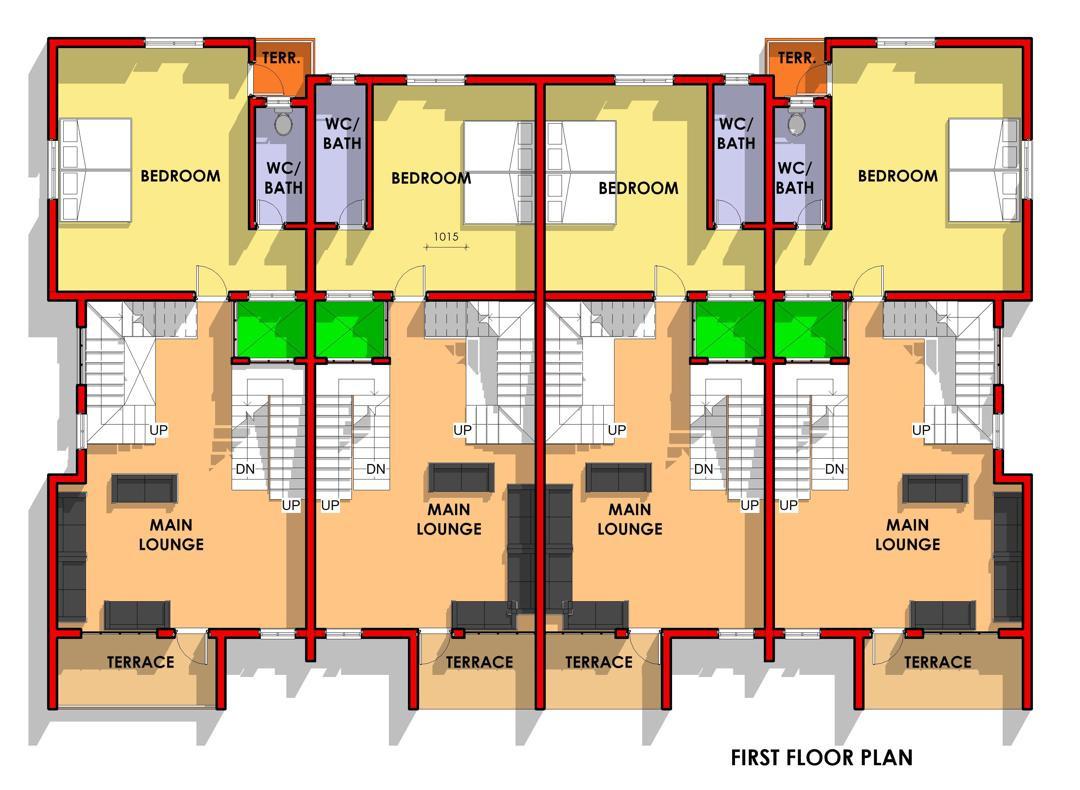 TERR.
TERR.
WC/
BATH
WC/
BATH
WC/
BATH
WC/
BATH
BEDROOM
BEDROOM
BEDROOM
BEDROOM
1015
UP
UP
UP
UP
DN
DN
DN
DN
UP
UP
UP
UP
MAIN
LOUNGE
MAIN
LOUNGE
MAIN
LOUNGE
MAIN
LOUNGE
TERRACE
TERRACE
TERRACE
TERRACE
FIRST FLOOR PLAN